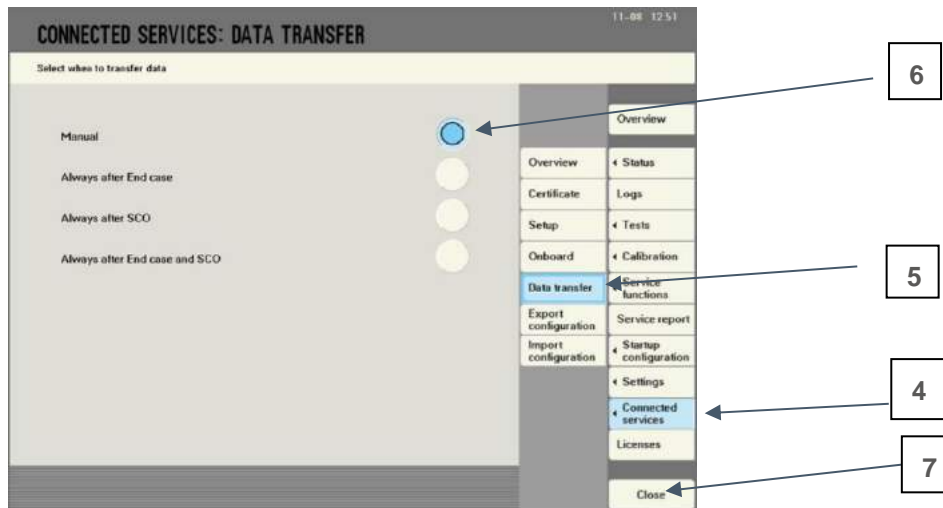 11-08 12:51
CONNECTED SERVICES: DATA TRANSFER
Select when to transfer data
Manual
Always after End case
Always after SCO
Always after End case and SCO
Overview
Certificate
Setup
Onboard
Data transfer
Export
configuration
Import
configuration
Overview
Status
Logs
Tests
Calibration
Service
functions
Service report
Startup
configuration
Settings
Connected
services
Licenses
Close
6
5
4
7